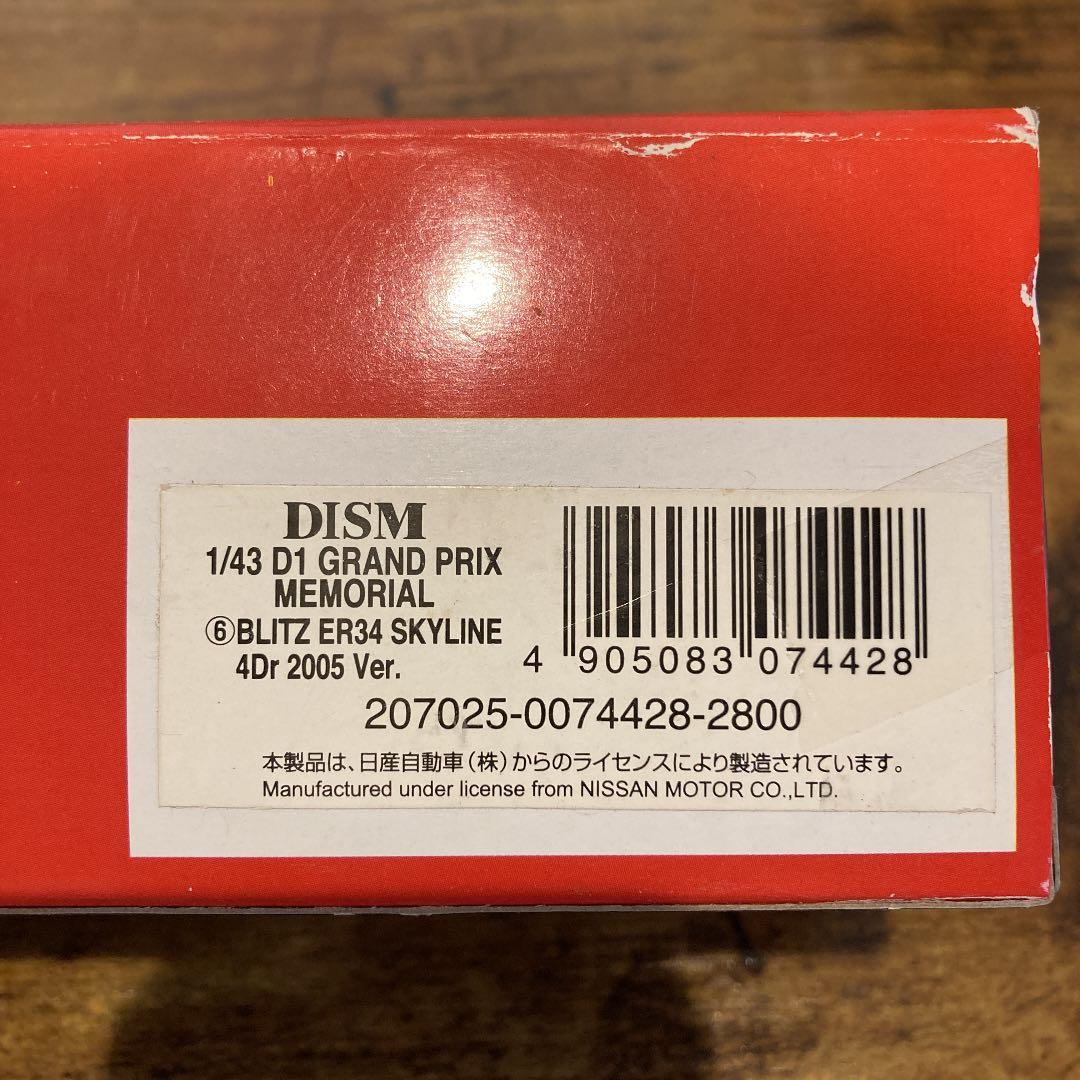 DISM
1/43 D1 GRAND PRIX
MEMORIAL
⑥BLITZ ER34 SKYLINE
4Dr 2005 Ver.
4 905083 074428
207025-0074428-2800
本製品は、日産自動車（株）からのライセンスにより製造されています。
Manufactured under license from NISSAN MOTOR CO.,LTD.